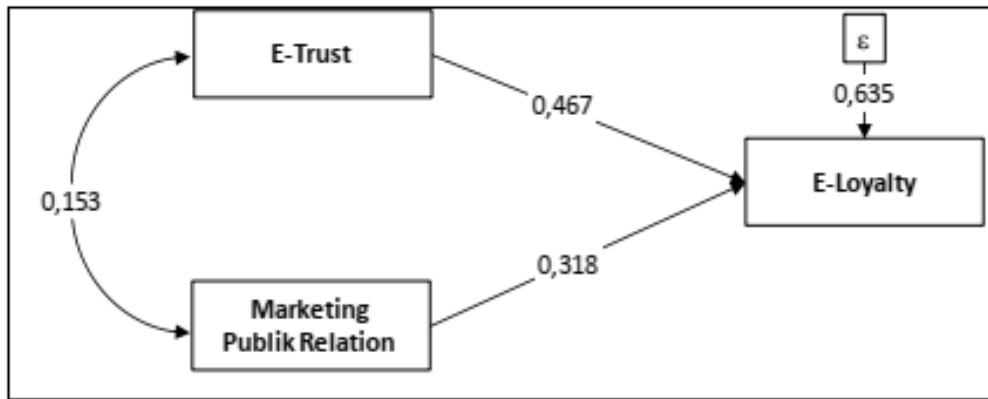 E-Trust
ε
0,467
0,635
E-Loyalty
0,153
0,318
Marketing
Publik Relation